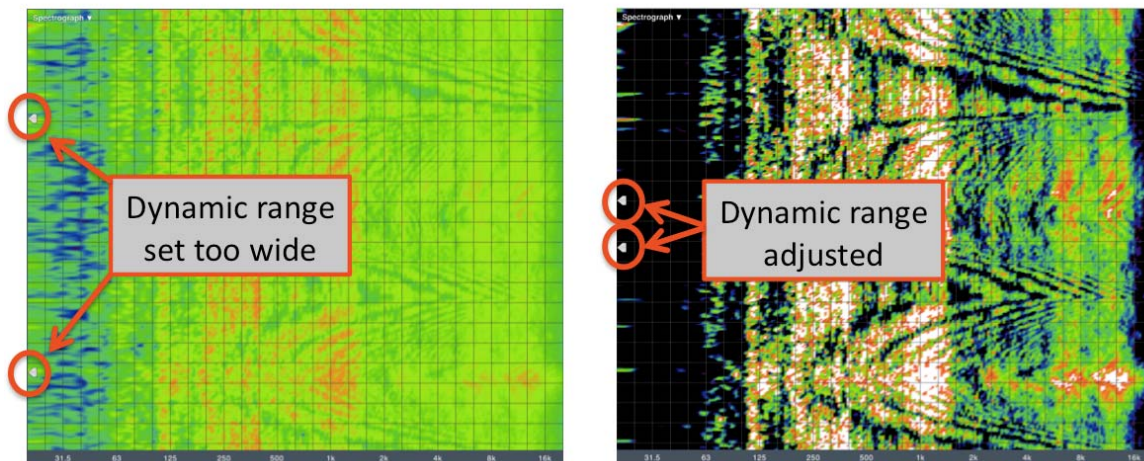 Spectrograph ▼
Dynamic range
set too wide
31.5 63 125 250 500 1k 2k 4k 8k 16k
Spectrograph ▼
Dynamic range
adjusted
31.5 63 125 250 500 1k 2k 4k 8k 16k